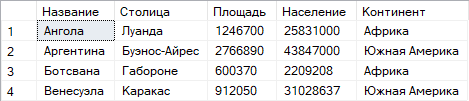 Название Столица Площадь Население Континент
1 Ангола Луанда 1246700 25831000 Африка
2 Аргентина Буэнос-Айрес 2766890 43847000 Южная Америка
3 Ботсвана Габороне 600370 2209208 Африка
4 Венесуэла Каракас 912050 31028637 Южная Америка